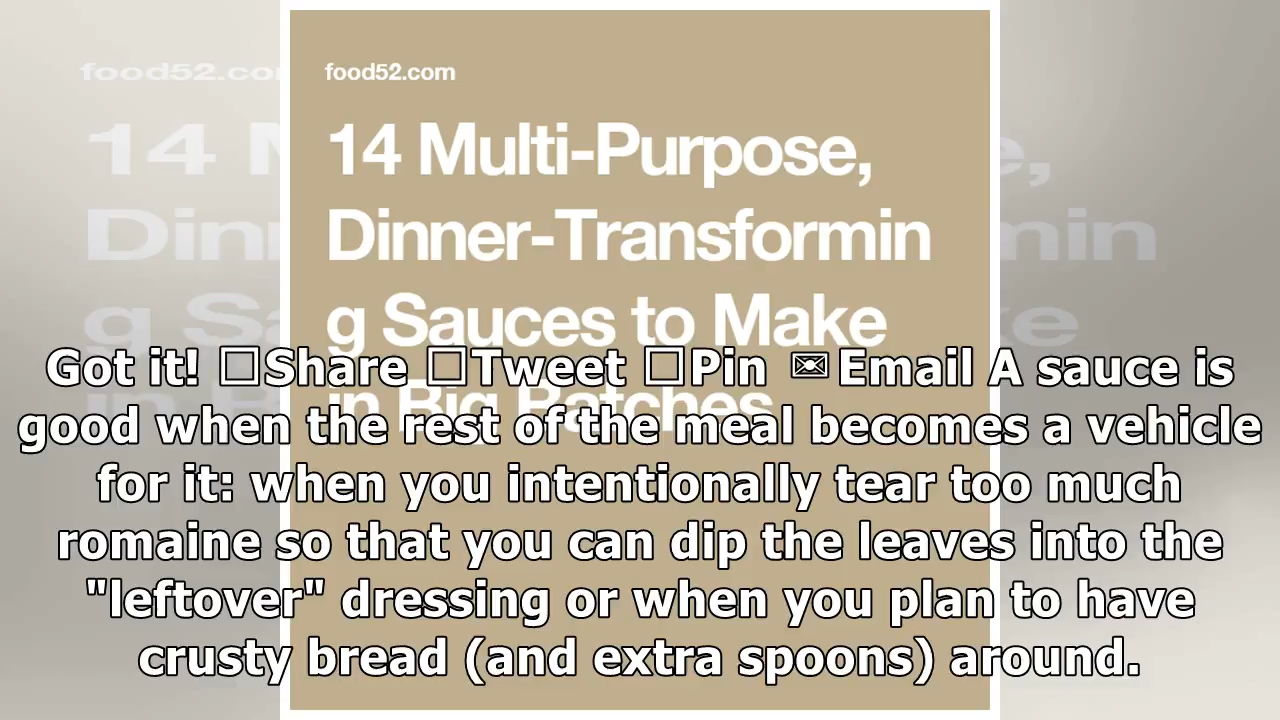 food52.com
14 Multi-Purpose,
Dinner-Transformin
g Sauces to Make
in Big Batches
Got it! □Share □Tweet □Pin ✉Email A sauce is
good when the rest of the meal becomes a vehicle
for it: when you intentionally tear too much
romaine so that you can dip the leaves into the
"leftover" dressing or when you plan to have
crusty bread (and extra spoons) around.